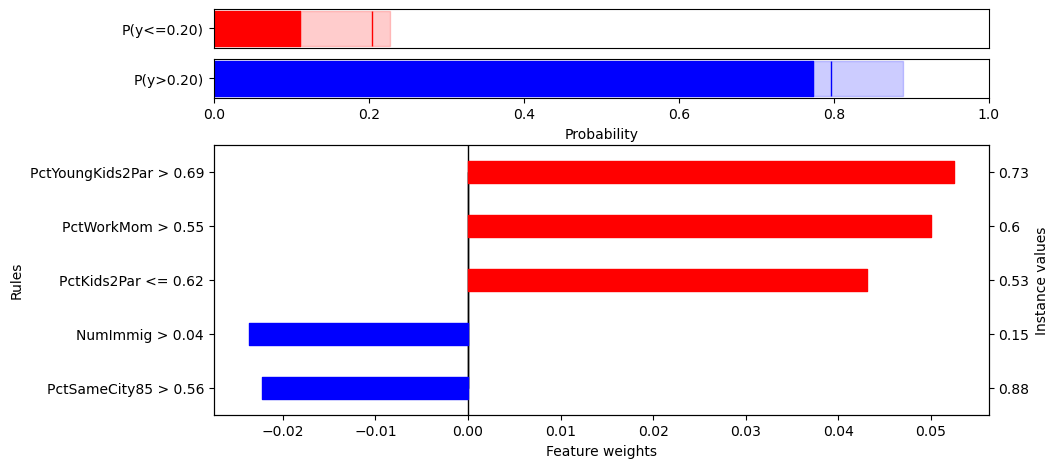 P(y<=0.20)
P(y>0.20)
0.0 0.2 0.4 0.6 0.8 1.0
Probability
PctYoungKids2Par > 0.69 0.73
PctWorkMom > 0.55 0.6
PctKids2Par <= 0.62 0.53
NumImmig > 0.04 0.15
PctSameCity85 > 0.56 0.88
Rules
Instance values
−0.02 −0.01 0.00 0.01 0.02 0.03 0.04 0.05
Feature weights